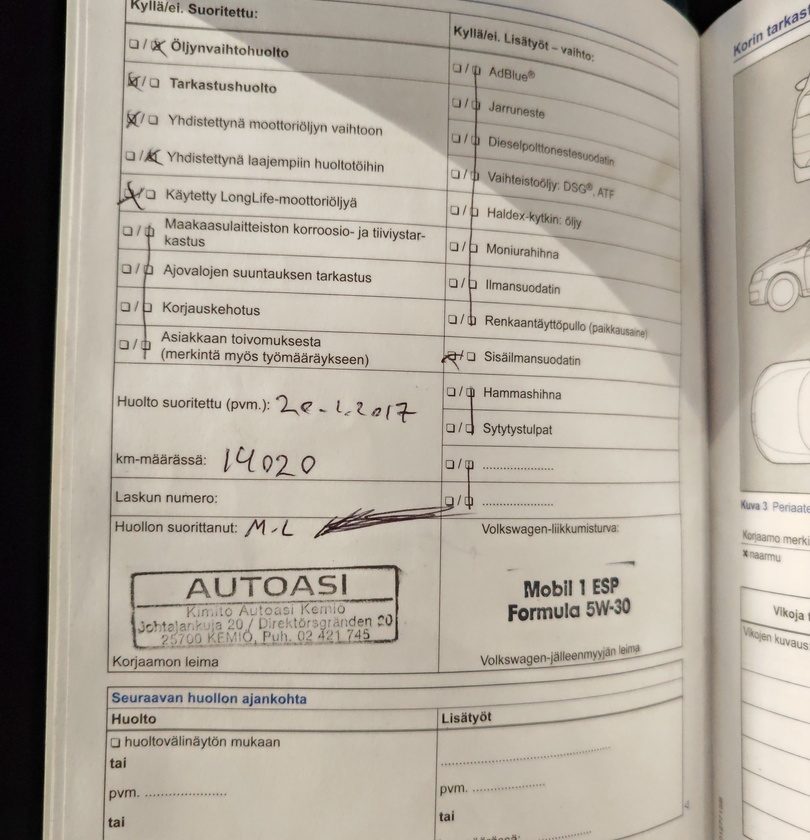 Kyllä/ei. Suoritettu:
❏ / ❏ Öljynvaihtohuolto
❏ / ❏ Tarkastushuolto
❏ / ❏ Yhdistettynä moottoriöljyn vaihtoon
❏ / ❏ Yhdistettynä laajempiin huoltotöihin
❏ / ❏ Käytetty LongLife-moottoriöljyä
❏ / ❏ Maakaasulaitteiston korroosio- ja tiiviystar-
kastus
❏ / ❏ Ajovalojen suuntauksen tarkastus
❏ / ❏ Korjauskehotus
❏ / ❏ Asiakkaan toivomuksesta
(merkintä myös työmääräykseen)
Huolto suoritettu (pvm.): 2017
km-määrässä: 14020
Laskun numero:
Huollon suorittanut: M.L
AUTOASI
Kimito Autoasi Kemiö
Johtajankuja 20 / Direktörsgränden 20
25700 KEMIÖ, Puh. 02 421 745
Korjaamon leima
Kyllä/ei. Lisätyöt – vaihto:
❏ / ❏ AdBlue®
❏ / ❏ Jarruneste
❏ / ❏ Dieselpolttonestesuodatin
❏ / ❏ Vaihteistoöljy: DSG®, ATF
❏ / ❏ Haldex-kytkin: öljy
❏ / ❏ Moniurahihna
❏ / ❏ Ilmansuodatin
❏ / ❏ Renkaantäyttöpullo (paikkausaine)
❏ / ❏ Sisäilmansuodatin
❏ / ❏ Hammashihna
❏ / ❏ Sytytystulpat
❏ / ❏ ....................
❏ / ❏ ....................
Volkswagen-liikkumisturva:
Mobil 1 ESP
Formula 5W-30
Volkswagen-jälleenmyyjän leima
Seuraavan huollon ajankohta
Huolto
❏ huoltovälinäytön mukaan
tai
pvm. ....................
tai
Lisätyöt
........................................
pvm. ....................
tai
4
Korin tarkast
Kuva 3 Periaate
Korjaamo merki
x naarmu
Vikoja
Vikojen kuvaus